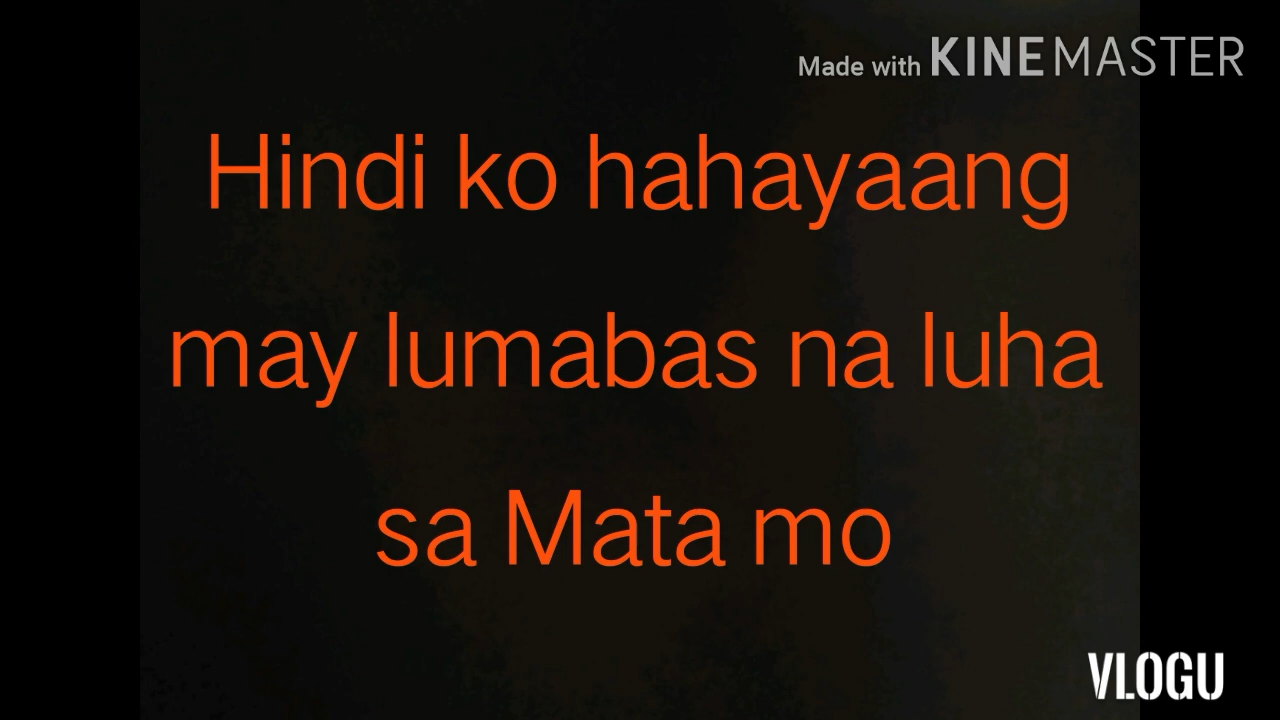 Made with KINEMASTER
Hindi ko hahayaang
may lumabas na luha
sa Mata mo
VLOGU